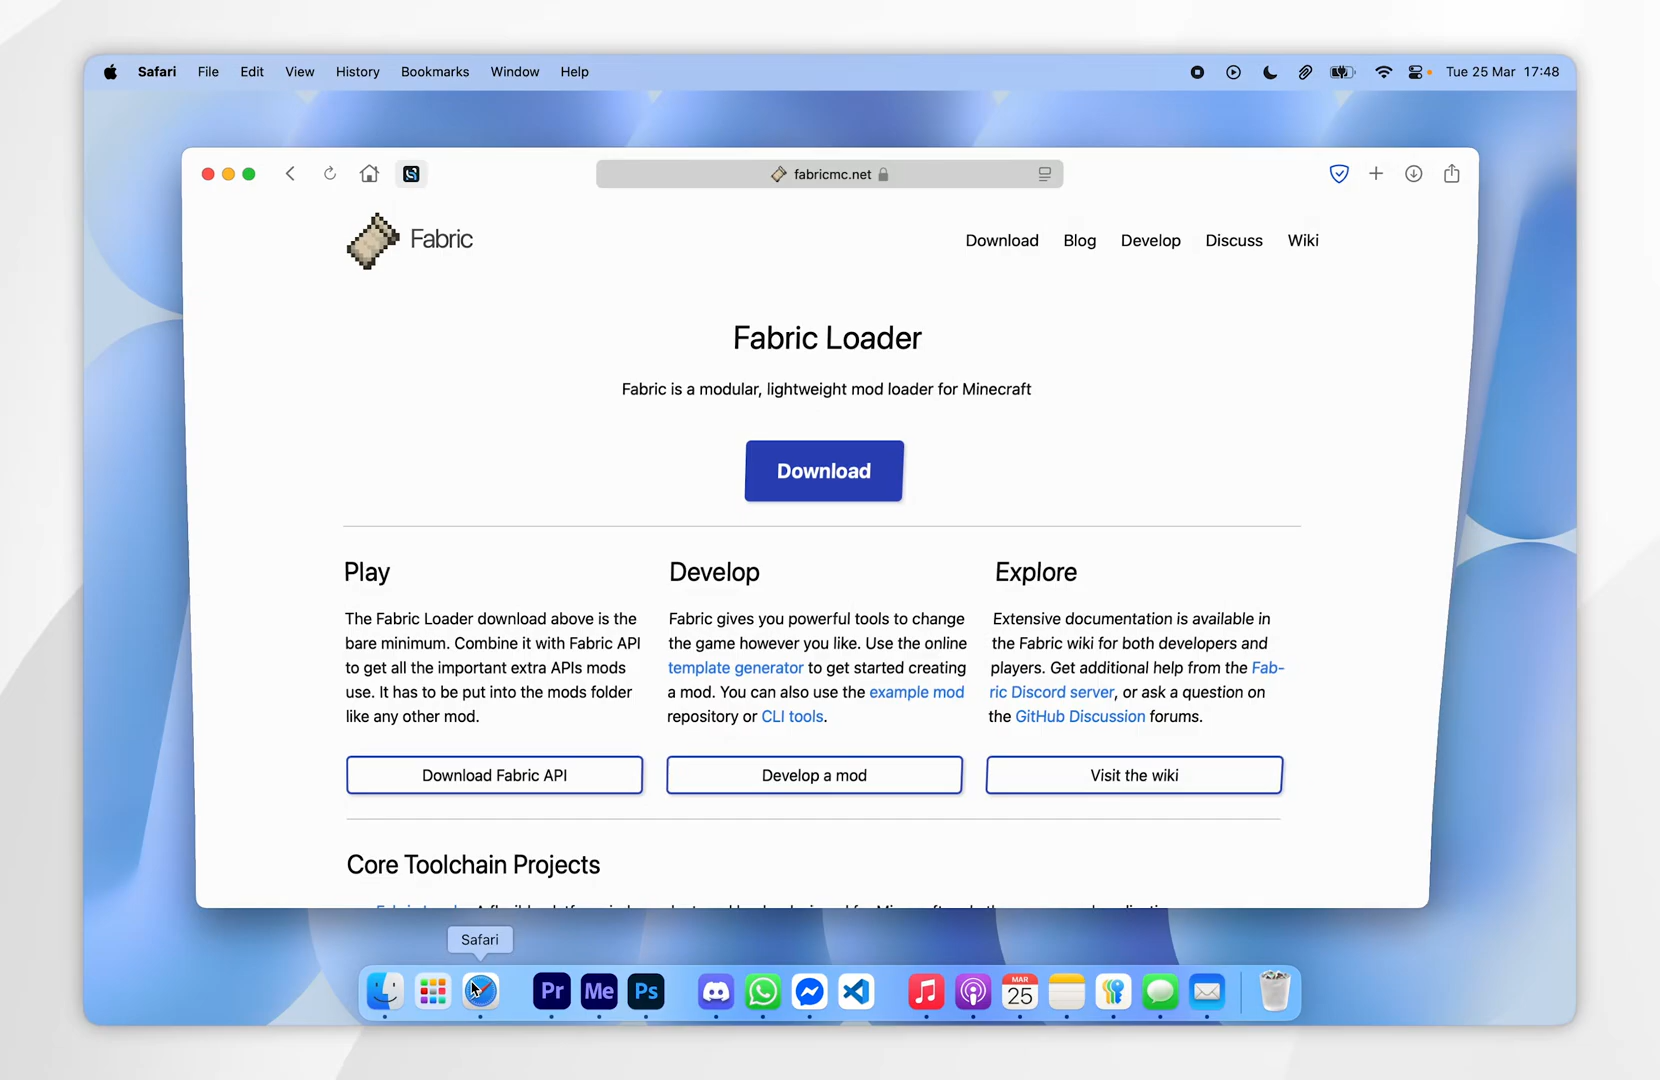 Safari File Edit View History Bookmarks Window Help Tue 25 Mar 17:48
fabricmc.net
Fabric Download Blog Develop Discuss Wiki
Fabric Loader
Fabric is a modular, lightweight mod loader for Minecraft
Download
Play
The Fabric Loader download above is the
bare minimum. Combine it with Fabric API
to get all the important extra APIs mods
use. It has to be put into the mods folder
like any other mod.
Download Fabric API
Develop
Fabric gives you powerful tools to change
the game however you like. Use the online
template generator to get started creating
a mod. You can also use the example mod
repository or CLI tools.
Develop a mod
Explore
Extensive documentation is available in
the Fabric wiki for both developers and
players. Get additional help from the Fab-
ric Discord server, or ask a question on
the GitHub Discussion forums.
Visit the wiki
Core Toolchain Projects
Safari
Pr Me Ps MAR
25